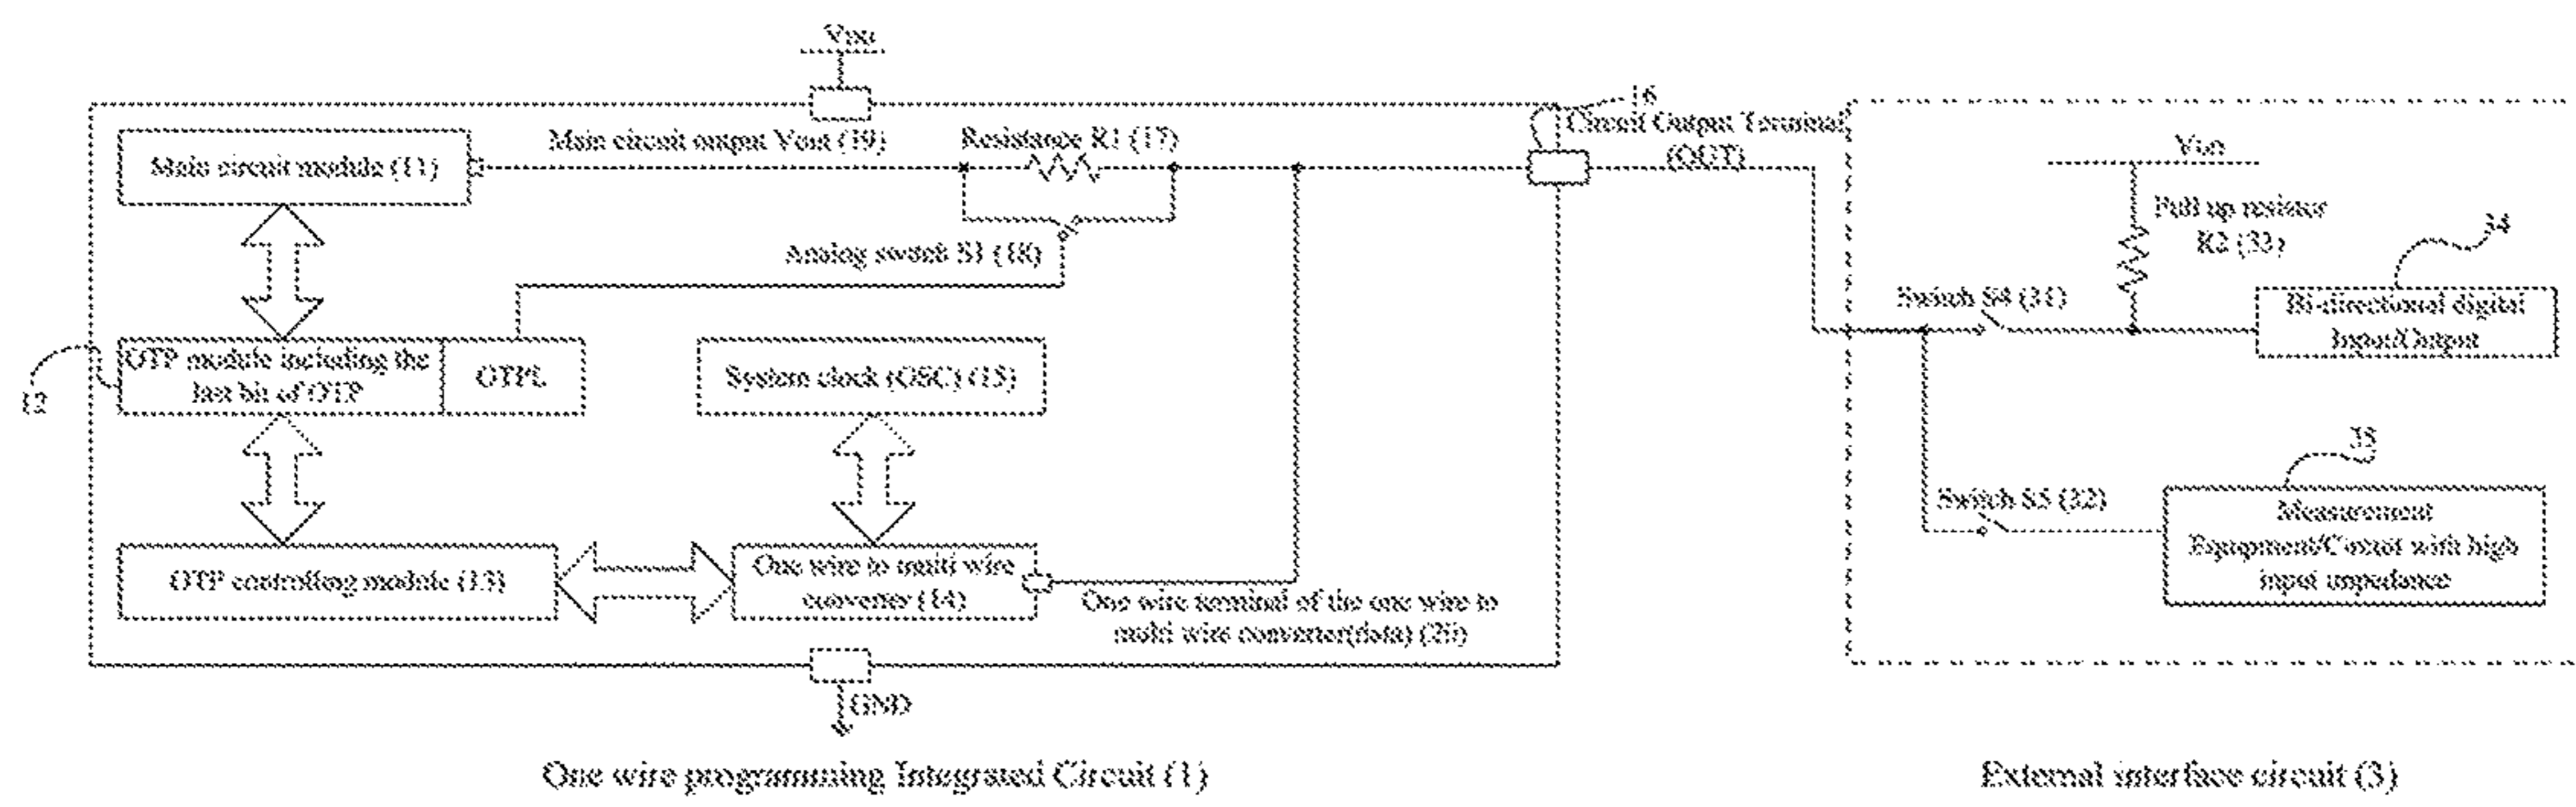 VDD
16
Main circuit output Vout (19)
Resistance R1 (17)
Circuit Output Terminal
(OUT)
Main circuit module (11)
VDD
Pull up resistor
R2 (33)
34
Analog switch S1 (18)
Switch S4 (31)
Bi-directional digital
Input/Output
OTP module including the
last bit of OTP
OTPL
System clock (OSC) (15)
12
35
Switch S5 (32)
Measurement
Equipment/Circuit with high
input impedance
OTP controlling module (13)
One wire to multi wire
converter (14)
One wire terminal of the one wire to
multi wire converter(data) (20)
GND
One wire programming Integrated Circuit (1)
External interface circuit (3)